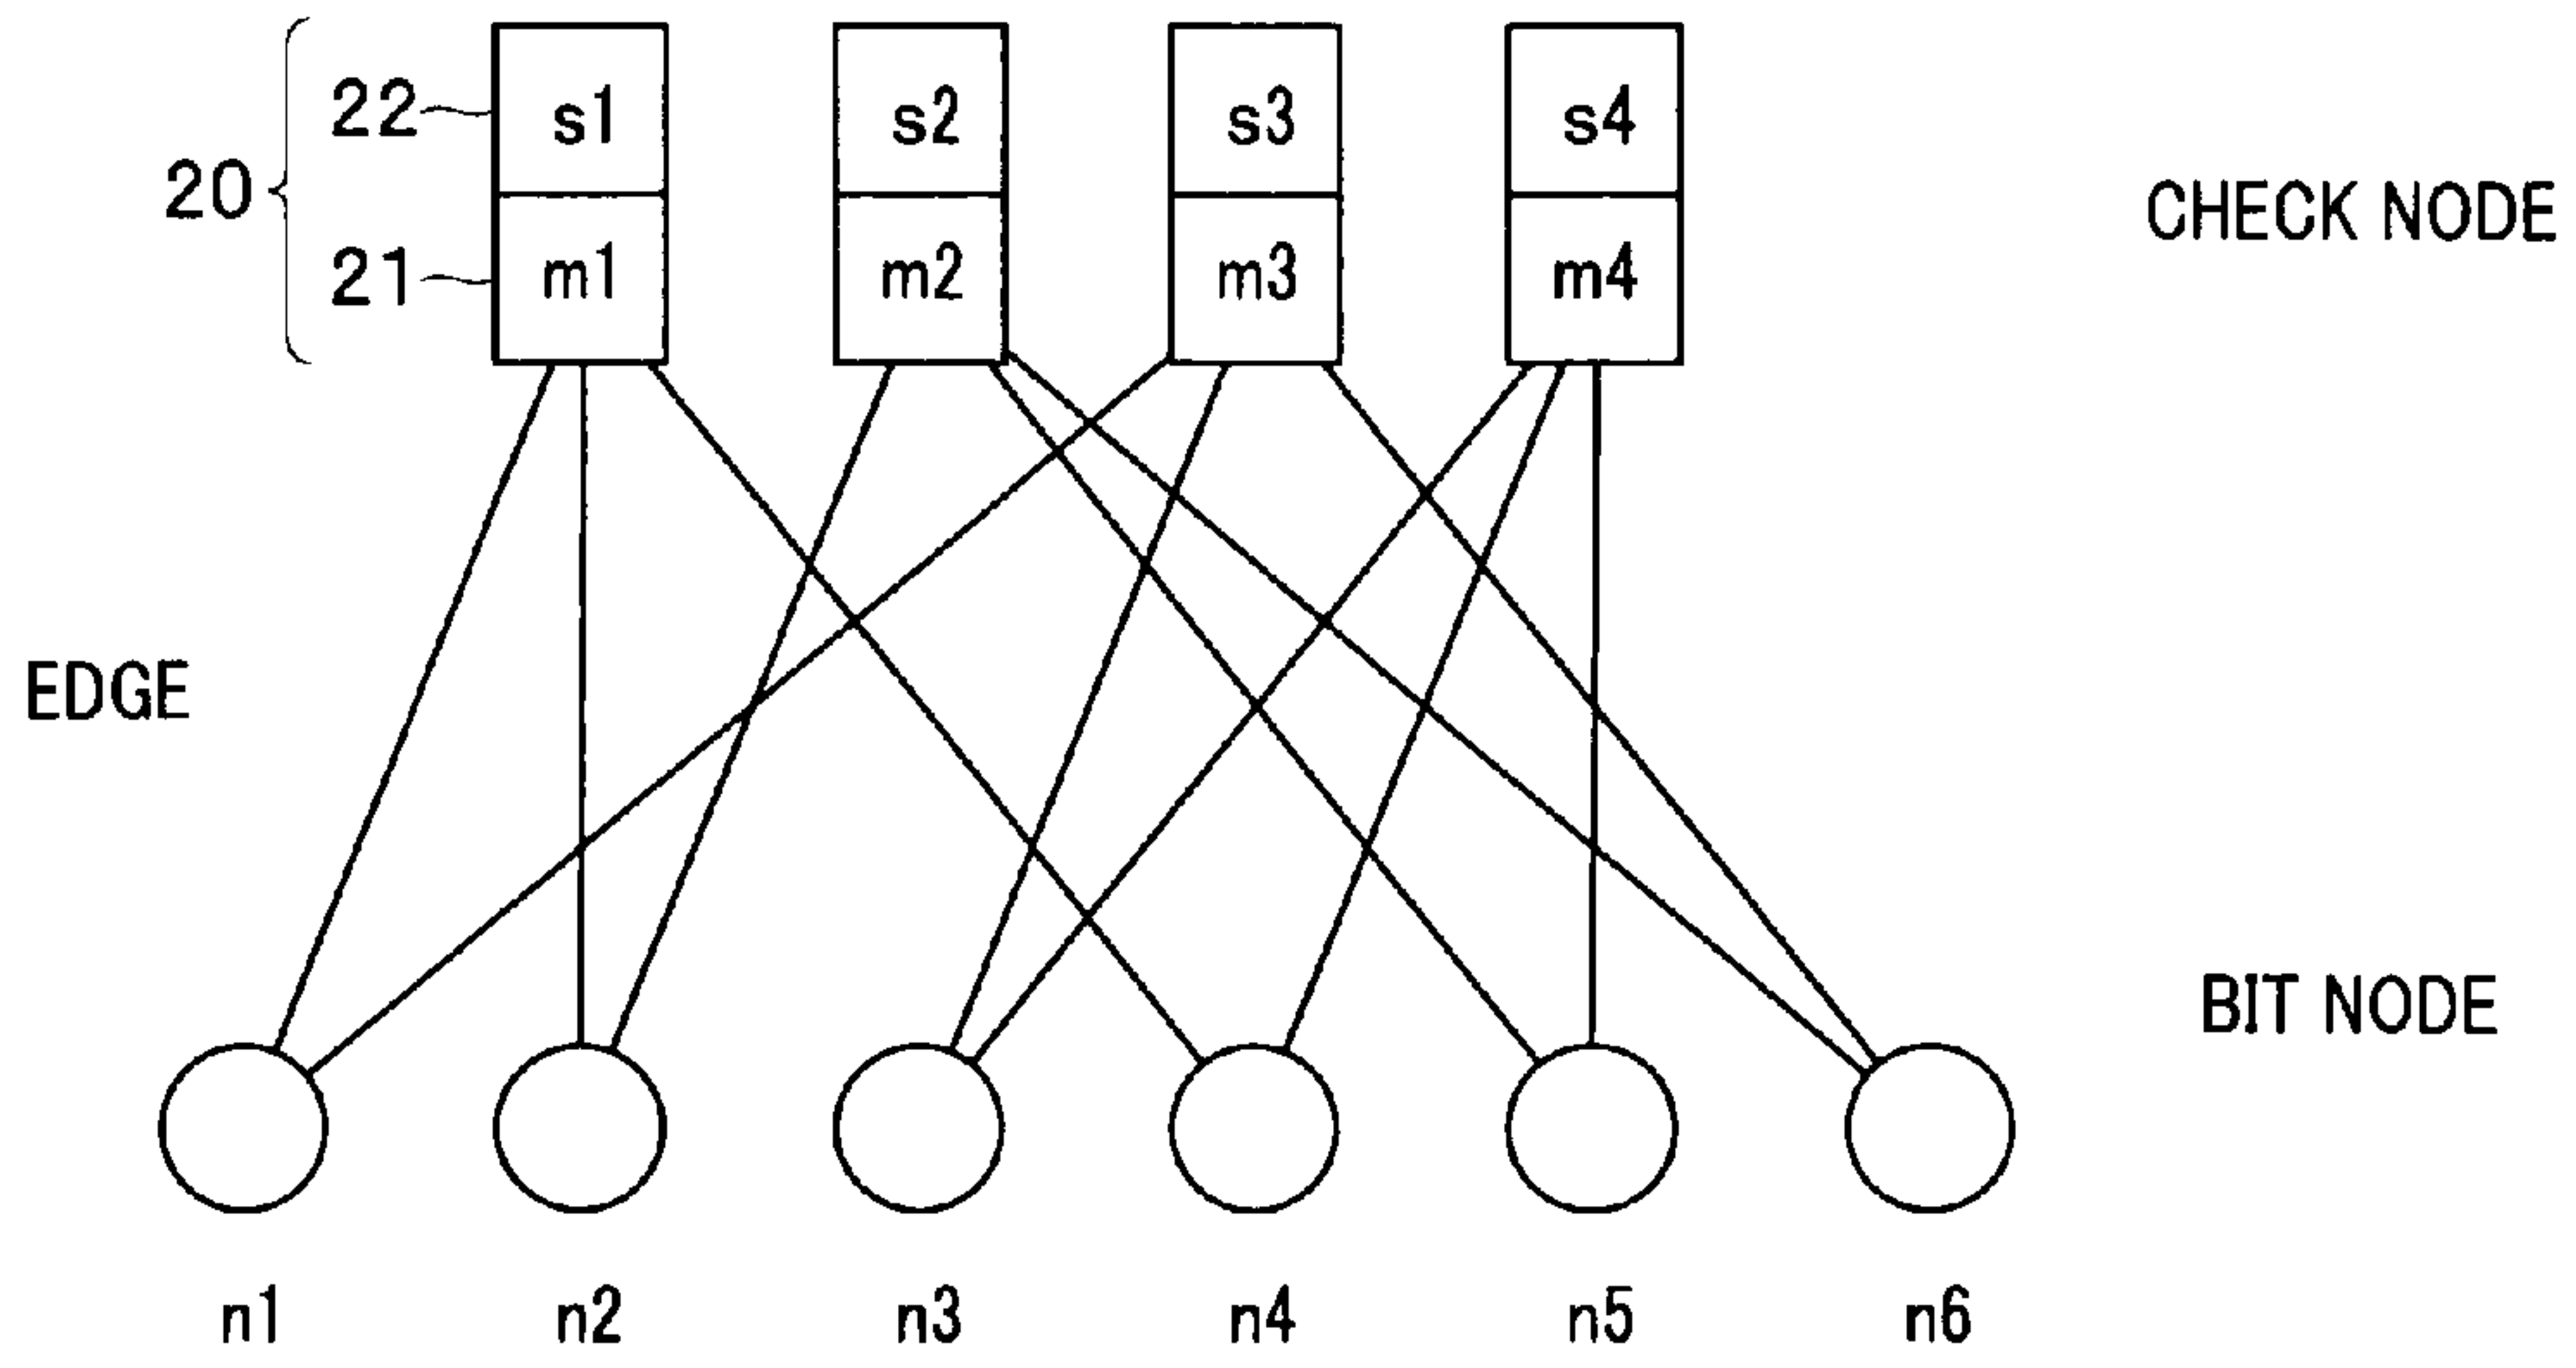 22
s1 s2 s3 s4
20
CHECK NODE
21
m1 m2 m3 m4
EDGE
BIT NODE
n1 n2 n3 n4 n5 n6